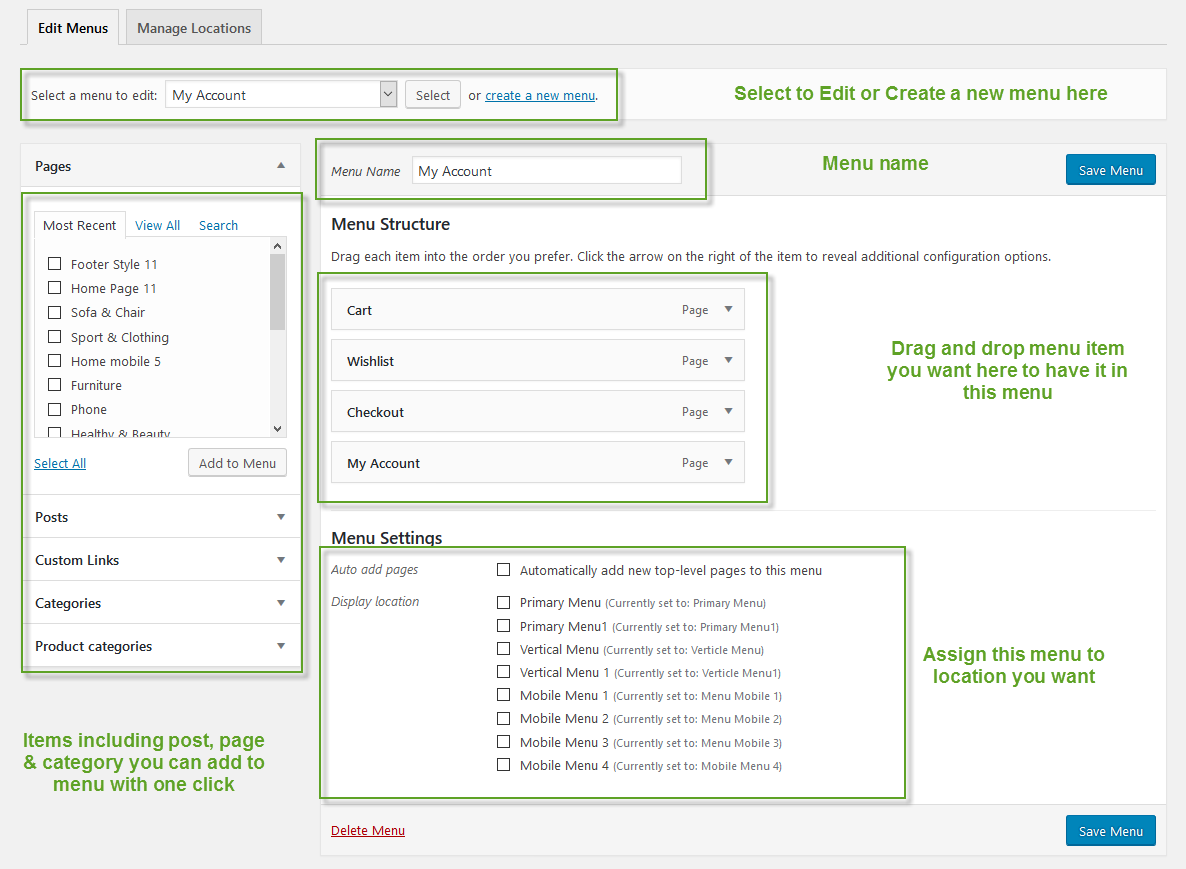 Edit Menus
Manage Locations
Select a menu to edit: My Account Select or create a new menu.
Select to Edit or Create a new menu here
Pages
Most Recent View All Search
Footer Style 11
Home Page 11
Sofa & Chair
Sport & Clothing
Home mobile 5
Furniture
Phone
Healthy & Beauty
Select All
Add to Menu
Posts
Custom Links
Categories
Product categories
Items including post, page
& category you can add to
menu with one click
Menu Name My Account
Menu name
Save Menu
Menu Structure
Drag each item into the order you prefer. Click the arrow on the right of the item to reveal additional configuration options.
Cart Page
Wishlist Page
Checkout Page
My Account Page
Drag and drop menu item
you want here to have it in
this menu
Menu Settings
Auto add pages Automatically add new top-level pages to this menu
Display location Primary Menu (Currently set to: Primary Menu)
Primary Menu1 (Currently set to: Primary Menu1)
Vertical Menu (Currently set to: Verticle Menu)
Vertical Menu 1 (Currently set to: Verticle Menu1)
Mobile Menu 1 (Currently set to: Menu Mobile 1)
Mobile Menu 2 (Currently set to: Menu Mobile 2)
Mobile Menu 3 (Currently set to: Menu Mobile 3)
Mobile Menu 4 (Currently set to: Mobile Menu 4)
Assign this menu to
location you want
Delete Menu
Save Menu